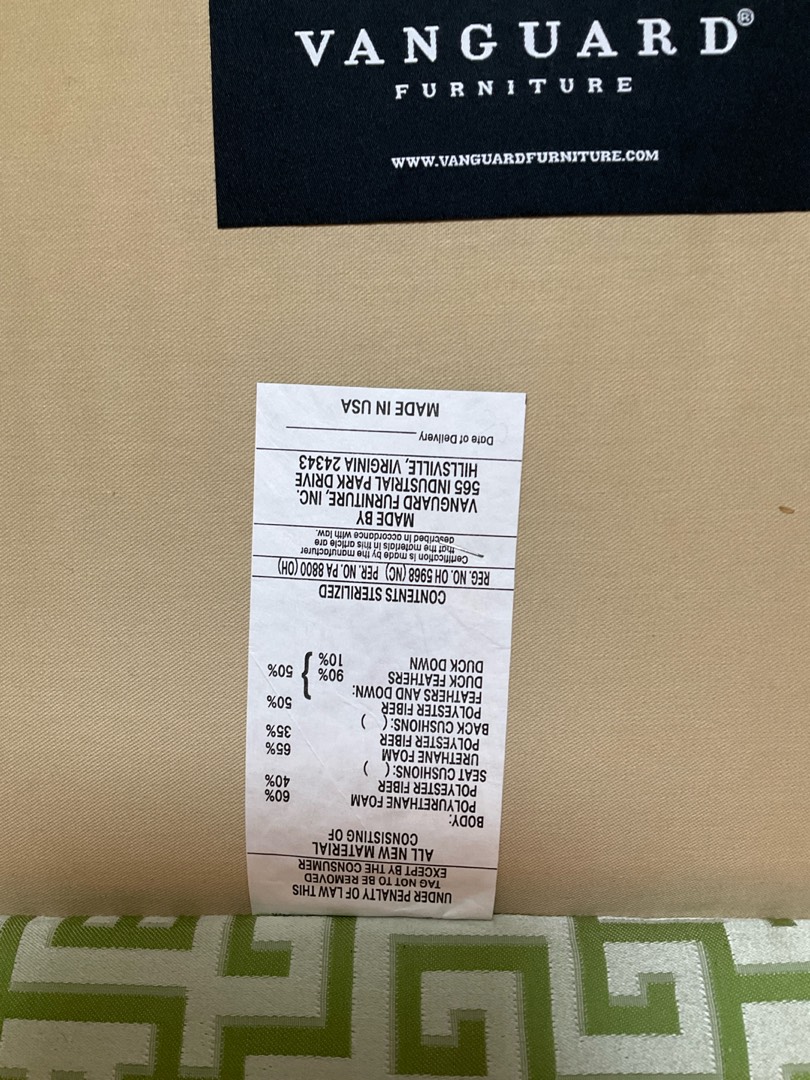 VANGUARD®
FURNITURE
WWW.VANGUARDFURNITURE.COM
UNDER PENALTY OF LAW THIS
TAG NOT TO BE REMOVED
EXCEPT BY THE CONSUMER
ALL NEW MATERIAL
CONSISTING OF
BODY:
POLYURETHANE FOAM 60%
POLYESTER FIBER 40%
SEAT CUSHIONS: ( )
URETHANE FOAM 65%
POLYESTER FIBER 35%
BACK CUSHIONS: ( )
POLYESTER FIBER 50%
FEATHERS AND DOWN:
DUCK FEATHERS 90% } 50%
DUCK DOWN 10%
CONTENTS STERILIZED
REG. NO. OH 5968 (NC) PER. NO. PA 8800 (OH)
Certification is made by the manufacturer
that the materials in this article are
described in accordance with law.
MADE BY
VANGUARD FURNITURE, INC.
565 INDUSTRIAL PARK DRIVE
HILLSVILLE, VIRGINIA 24343
Date of Delivery
MADE IN USA